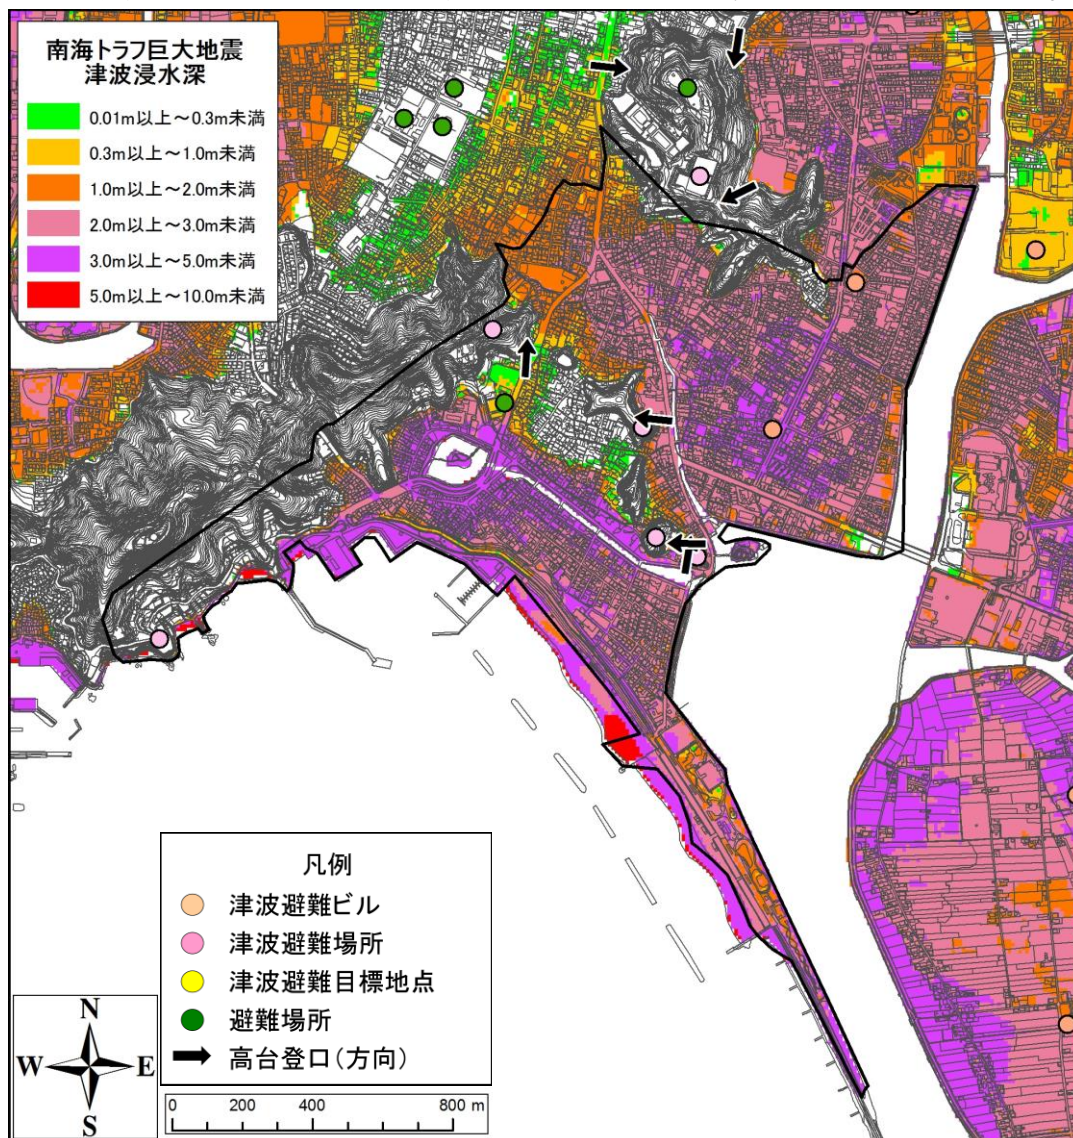 南海トラフ巨大地震
津波浸水深
0.01m以上～0.3m未満
0.3m以上～1.0m未満
1.0m以上～2.0m未満
2.0m以上～3.0m未満
3.0m以上～5.0m未満
5.0m以上～10.0m未満
凡例
津波避難ビル
津波避難場所
津波避難目標地点
避難場所
高台登口(方向)
N
W E
S
0 200 400 800 m